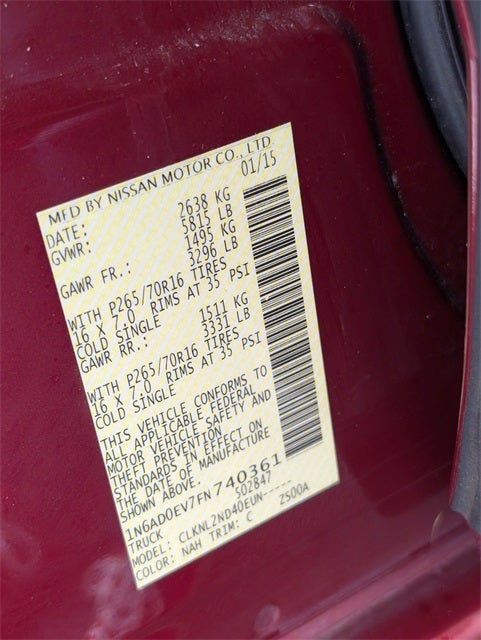 MFD BY NISSAN MOTOR CO., LTD
DATE: 01/15
GVWR: 2638 KG
5815 LB
GAWR FR.: 1495 KG
3296 LB
WITH P265/70R16 TIRES
16 X 7.0 RIMS AT 35 PSI
COLD SINGLE
GAWR RR.: 1511 KG
3331 LB
WITH P265/70R16 TIRES
16 X 7.0 RIMS AT 35 PSI
COLD SINGLE
THIS VEHICLE CONFORMS TO
ALL APPLICABLE FEDERAL
MOTOR VEHICLE SAFETY AND
THEFT PREVENTION
STANDARDS IN EFFECT ON
THE DATE OF MANUFACTURE
SHOWN ABOVE.
1N6AD0EV7FN740361
TRUCK 502847
MODEL: CLKNL2ND40EUN-----
COLOR: NAH TRIM: C 2S00A